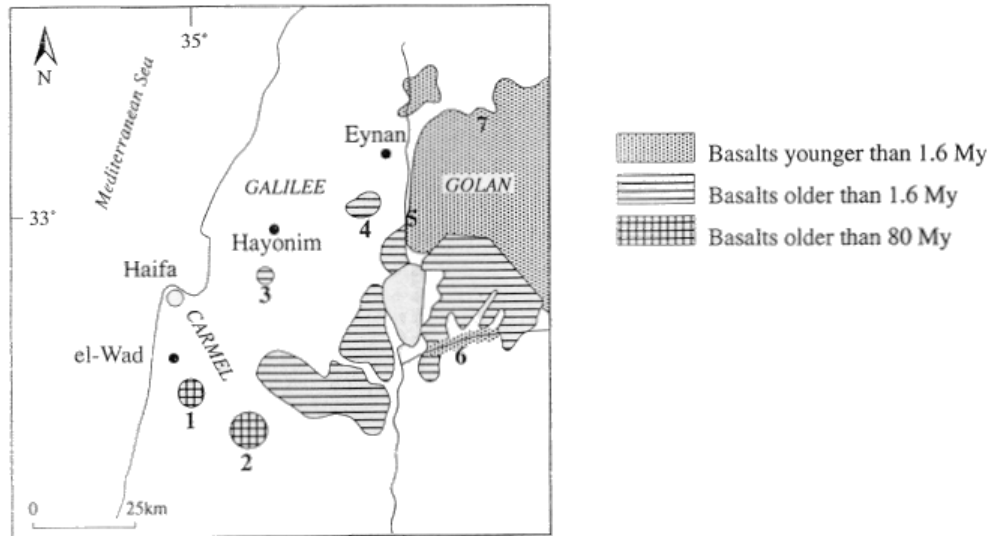 35°
N
Mediterranean Sea
Eynan
7
GALILEE
GOLAN
33°
4
5
Hayonim
Haifa
3
CARMEL
el-Wad
6
1
2
0 25km
Basalts younger than 1.6 My
Basalts older than 1.6 My
Basalts older than 80 My